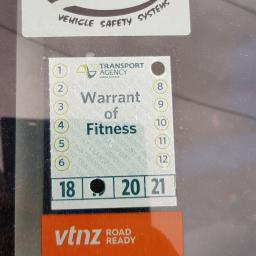 VEHICLE SAFETY SYSTEMS
TRANSPORT
AGENCY
1
2
3
4
5
6
8
9
10
11
12
Warrant
of
Fitness
18 20 21
vtnz ROAD
READY